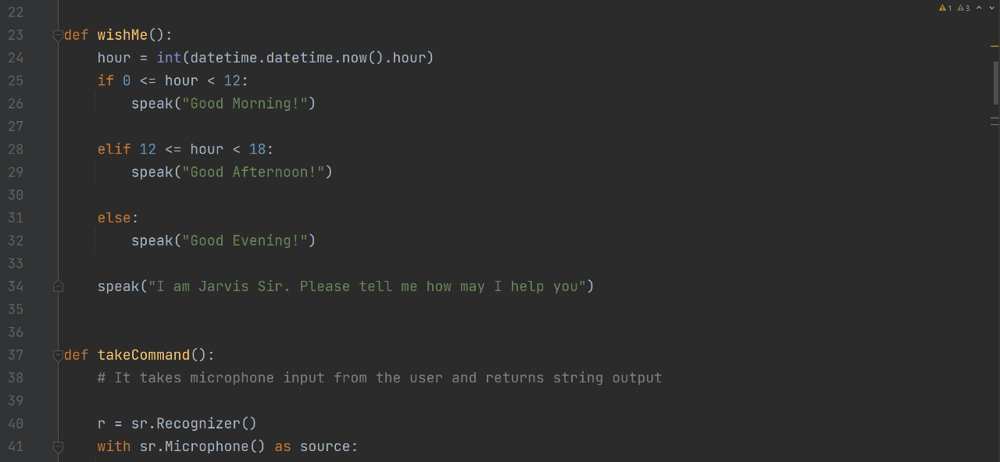 1 3
22
23 def wishMe():
24     hour = int(datetime.datetime.now().hour)
25     if 0 <= hour < 12:
26         speak("Good Morning!")
27
28     elif 12 <= hour < 18:
29         speak("Good Afternoon!")
30
31     else:
32         speak("Good Evening!")
33
34     speak("I am Jarvis Sir. Please tell me how may I help you")
35
36
37 def takeCommand():
38     # It takes microphone input from the user and returns string output
39
40     r = sr.Recognizer()
41     with sr.Microphone() as source: